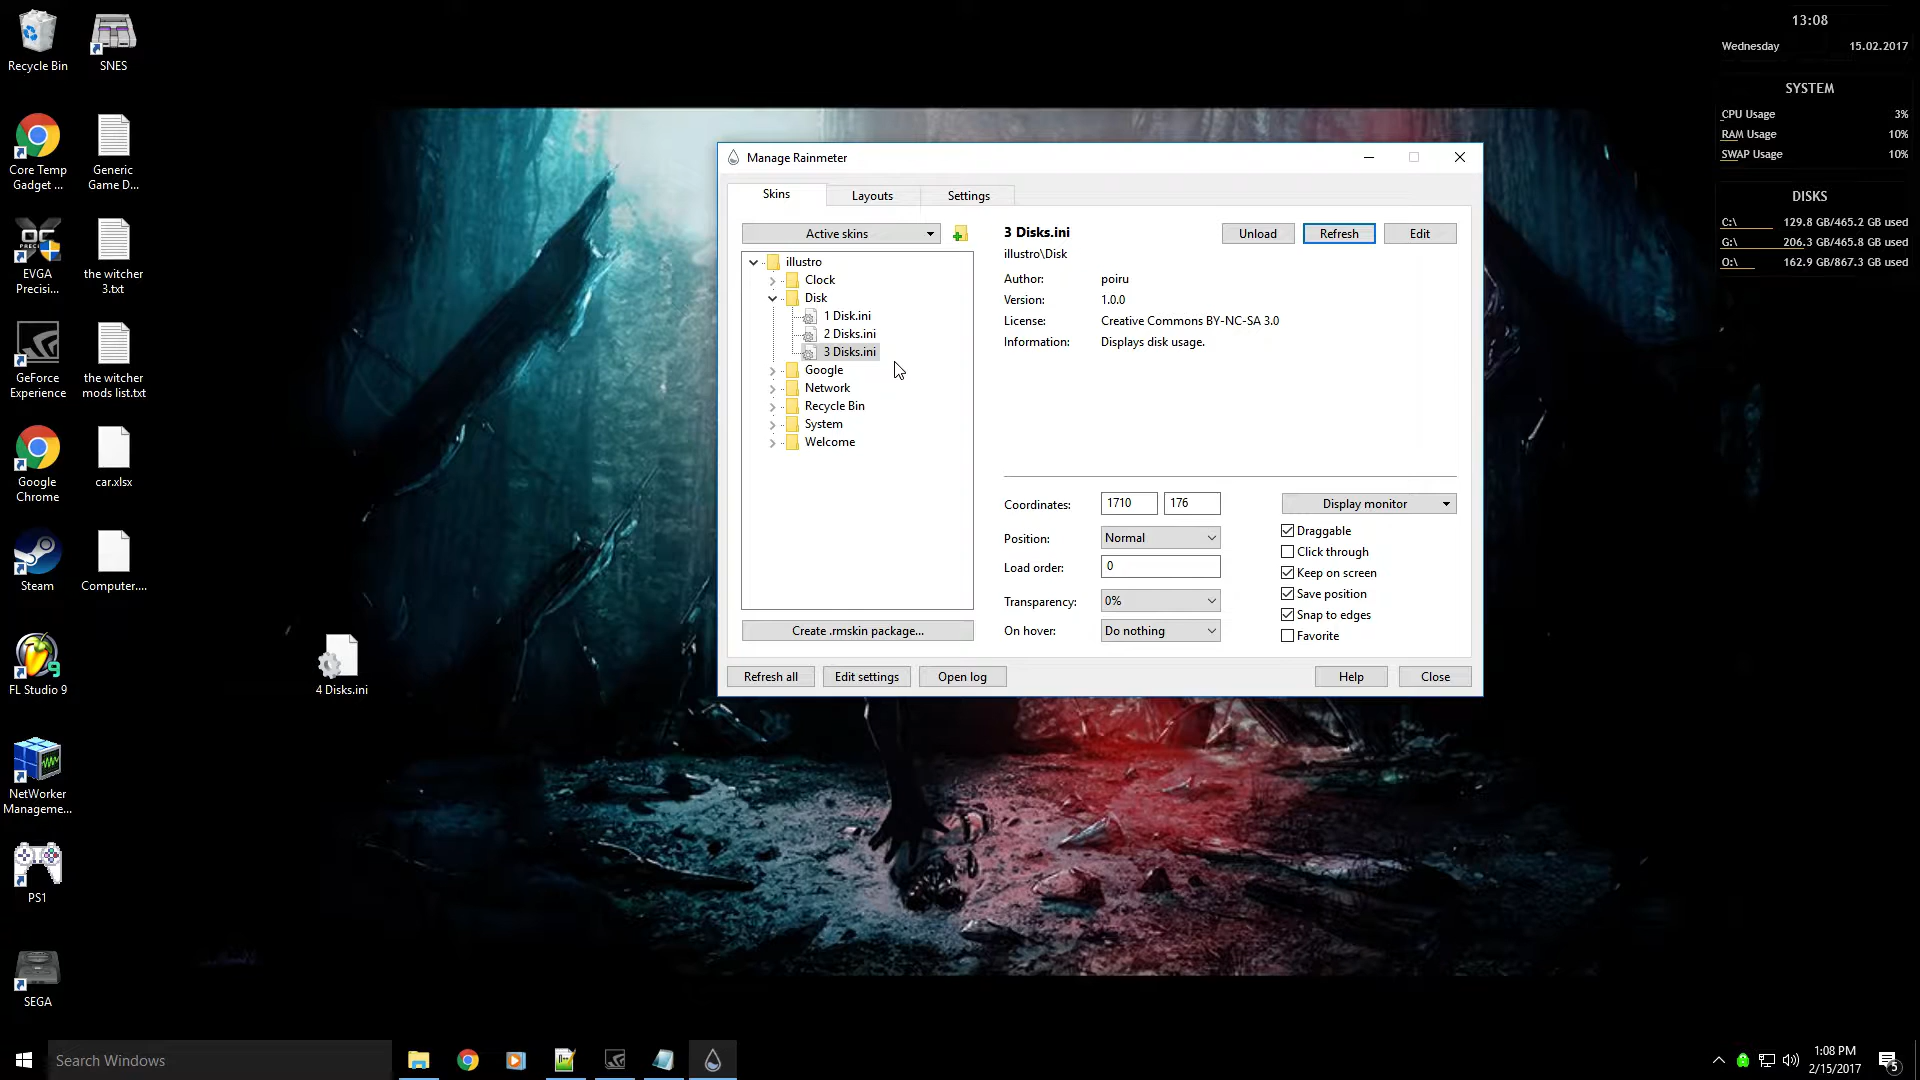 Recycle Bin
SNES
Core Temp
Gadget ...
Generic
Game D...
EVGA
Precisi...
the witcher
3.txt
GeForce
Experience
the witcher
mods list.txt
Google
Chrome
car.xlsx
Steam
Computer....
FL Studio 9
4 Disks.ini
NetWorker
Manageme...
PS1
SEGA
Manage Rainmeter
Skins
Layouts
Settings
Active skins
illustro
Clock
Disk
1 Disk.ini
2 Disks.ini
3 Disks.ini
Google
Network
Recycle Bin
System
Welcome
Create .rmskin package...
3 Disks.ini
Unload
Refresh
Edit
illustro\Disk
Author: poiru
Version: 1.0.0
License: Creative Commons BY-NC-SA 3.0
Information: Displays disk usage.
Coordinates: 1710 176
Display monitor
Position: Normal
Load order: 0
Transparency: 0%
On hover: Do nothing
Draggable
Click through
Keep on screen
Save position
Snap to edges
Favorite
Refresh all
Edit settings
Open log
Help
Close
13:08
Wednesday 15.02.2017
SYSTEM
CPU Usage 3%
RAM Usage 10%
SWAP Usage 10%
DISKS
C:\ 129.8 GB/465.2 GB used
G:\ 206.3 GB/465.8 GB used
O:\ 162.9 GB/867.3 GB used
Search Windows
1:08 PM
2/15/2017
5